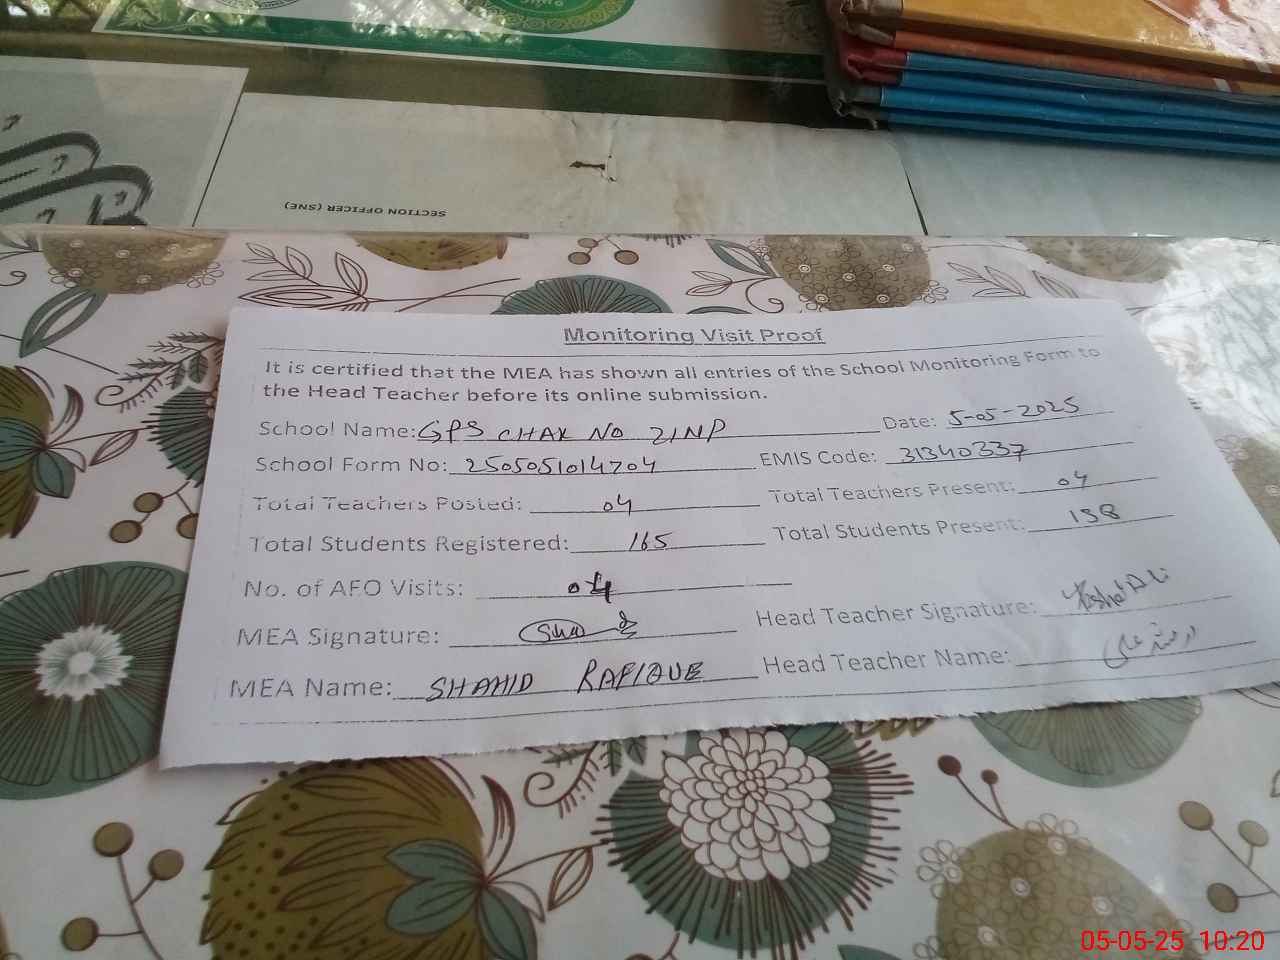 SECTION OFFICER (SNE)
Monitoring Visit Proof
It is certified that the MEA has shown all entries of the School Monitoring Form to
the Head Teacher before its online submission.
School Name: GPS CHAK NO 21NP Date: 5-05-2025
School Form No: 2505051014704 EMIS Code: 31340337
Total Teachers Posted: 04 Total Teachers Present: 04
Total Students Registered: 165 Total Students Present: 138
No. of AFO Visits: 04
MEA Signature: Head Teacher Signature:
MEA Name: SHAHID RAFIQUE Head Teacher Name:
05-05-25 10:20